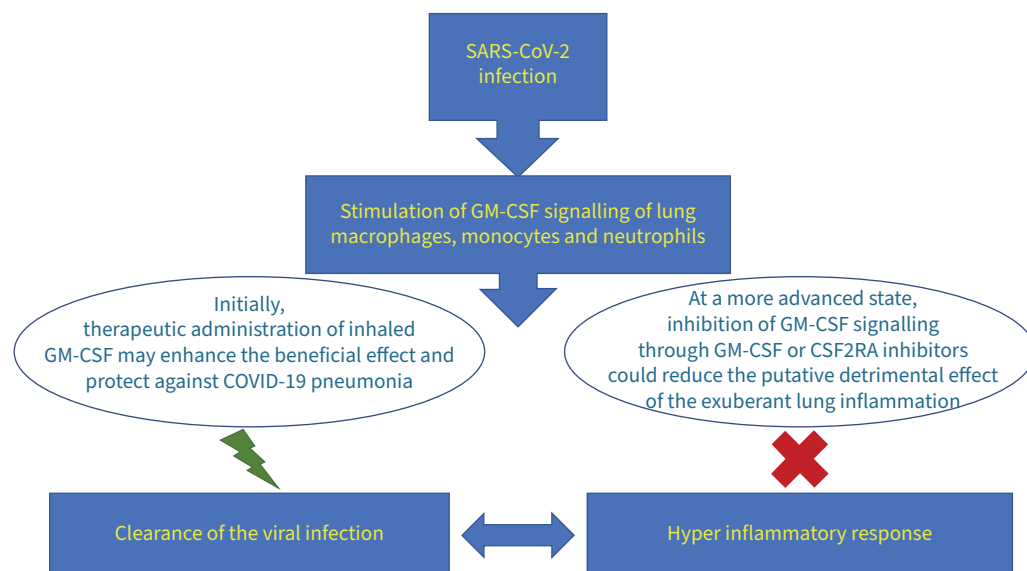 SARS-CoV-2
infection
Stimulation of GM-CSF signalling of lung
macrophages, monocytes and neutrophils
Initially,
therapeutic administration of inhaled
GM-CSF may enhance the beneficial effect and
protect against COVID-19 pneumonia
At a more advanced state,
inhibition of GM-CSF signalling
through GM-CSF or CSF2RA inhibitors
could reduce the putative detrimental effect
of the exuberant lung inflammation
Clearance of the viral infection
Hyper inflammatory response